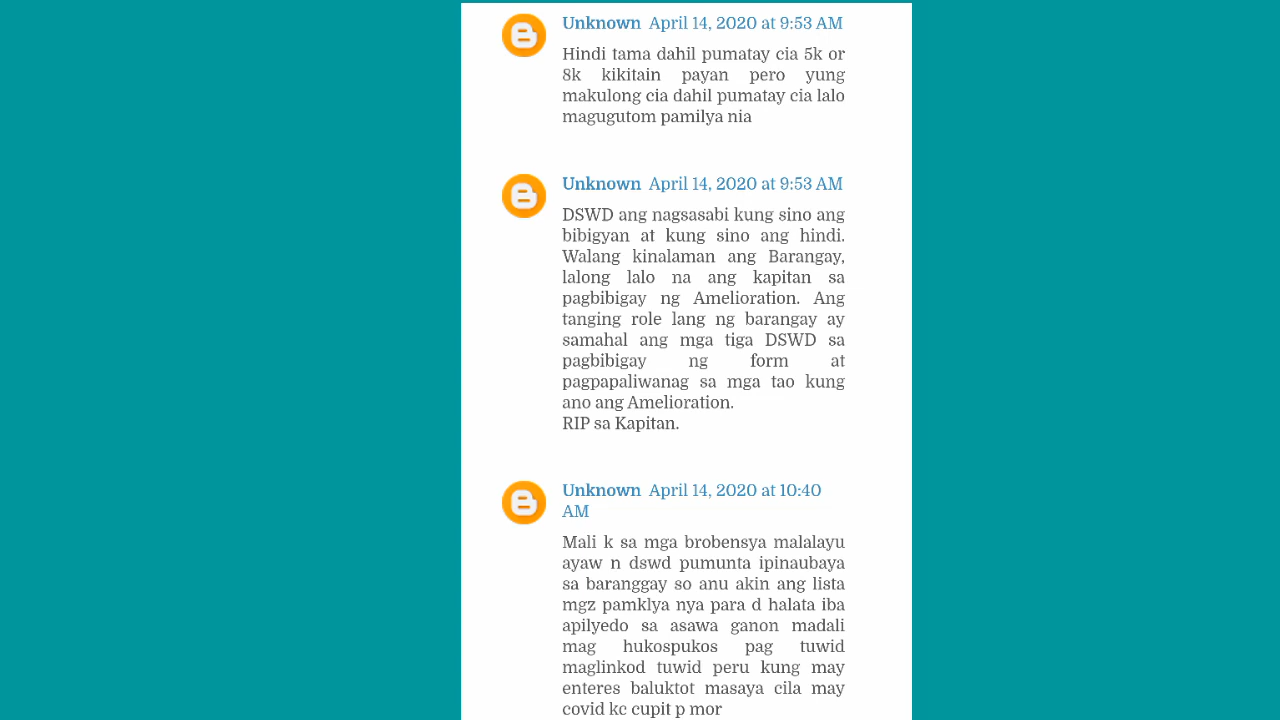 Unknown April 14, 2020 at 9:53 AM
Hindi tama dahil pumatay cia 5k or
8k kikitain payan pero yung
makulong cia dahil pumatay cia lalo
magugutom pamilya nia
Unknown April 14, 2020 at 9:53 AM
DSWD ang nagsasabi kung sino ang
bibigyan at kung sino ang hindi.
Walang kinalaman ang Barangay,
lalong lalo na ang kapitan sa
pagbibigay ng Amelioration. Ang
tanging role lang ng barangay ay
samahal ang mga tiga DSWD sa
pagbibigay ng form at
pagpapaliwanag sa mga tao kung
ano ang Amelioration.
RIP sa Kapitan.
Unknown April 14, 2020 at 10:40
AM
Mali k sa mga brobensya malalayu
ayaw n dswd pumunta ipinaubaya
sa baranggay so anu akin ang lista
mgz pamklya nya para d halata iba
apilyedo sa asawa ganon madali
mag hukospukos pag tuwid
maglinkod tuwid peru kung may
enteres baluktot masaya cila may
covid kc cupit p mor